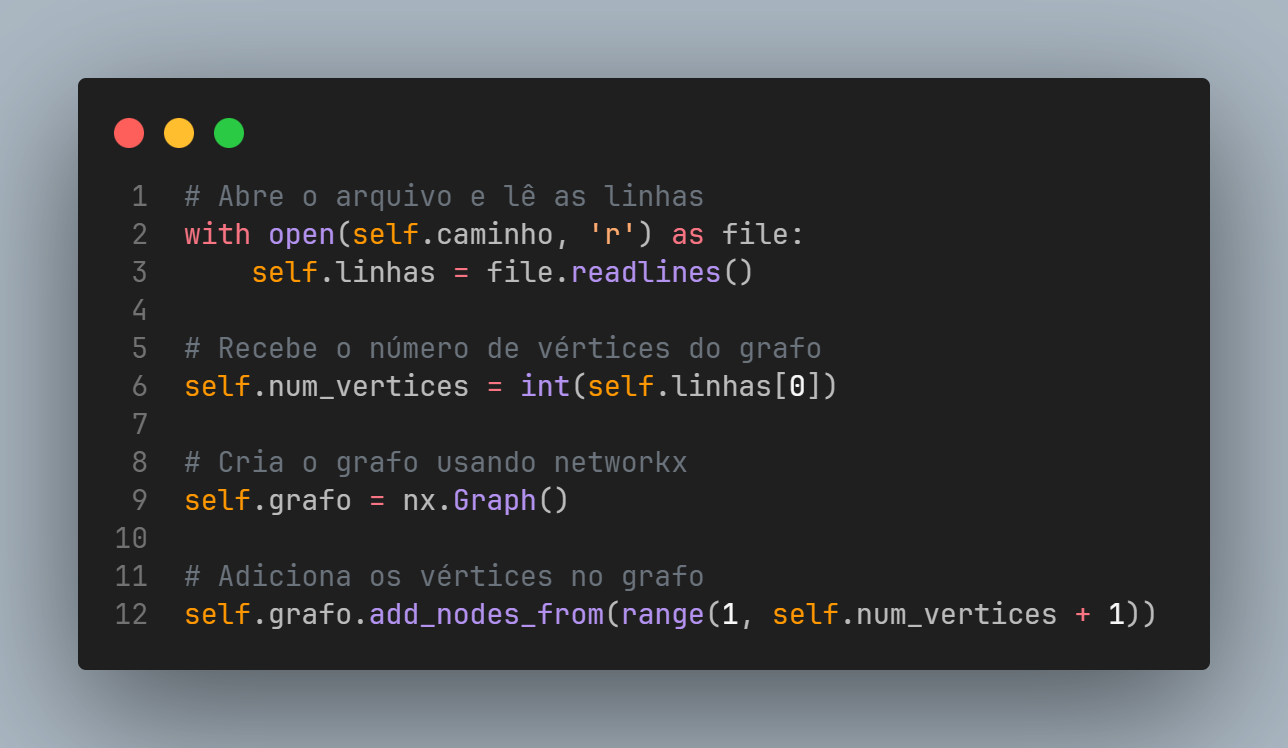 1 # Abre o arquivo e lê as linhas
2 with open(self.caminho, 'r') as file:
3     self.linhas = file.readlines()
4
5 # Recebe o número de vértices do grafo
6 self.num_vertices = int(self.linhas[0])
7
8 # Cria o grafo usando networkx
9 self.grafo = nx.Graph()
10
11 # Adiciona os vértices no grafo
12 self.grafo.add_nodes_from(range(1, self.num_vertices + 1))